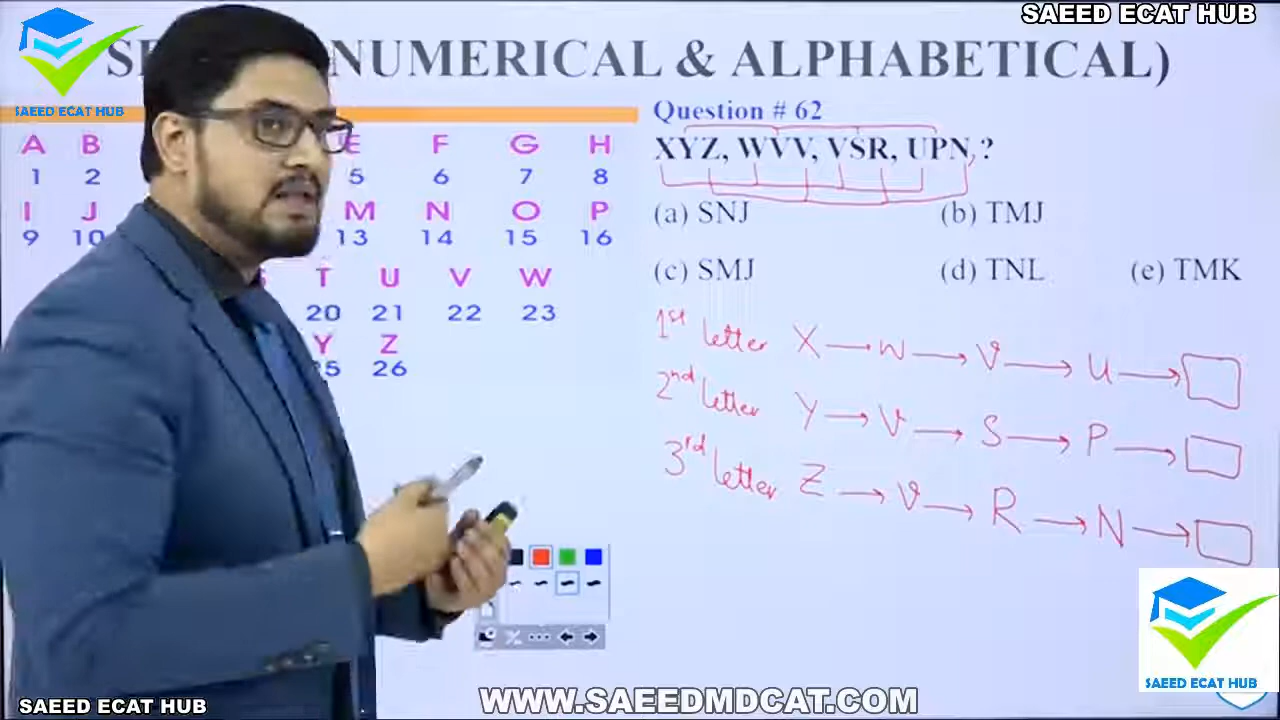 SAEED ECAT HUB
(NUMERICAL & ALPHABETICAL)
SAEED ECAT HUB
Question # 62
XYZ, WVV, VSR, UPN, ?
(a) SNJ (b) TMJ
(c) SMJ (d) TNL (e) TMK
A B E F G H
1 2 5 6 7 8
I J M N O P
9 10 13 14 15 16
T U V W
20 21 22 23
Y Z
25 26
1st letter X → W → V → U →
2nd letter Y → V → S → P →
3rd letter Z → V → R → N →
SAEED ECAT HUB
SAEED ECAT HUB
WWW.SAEEDMDCAT.COM